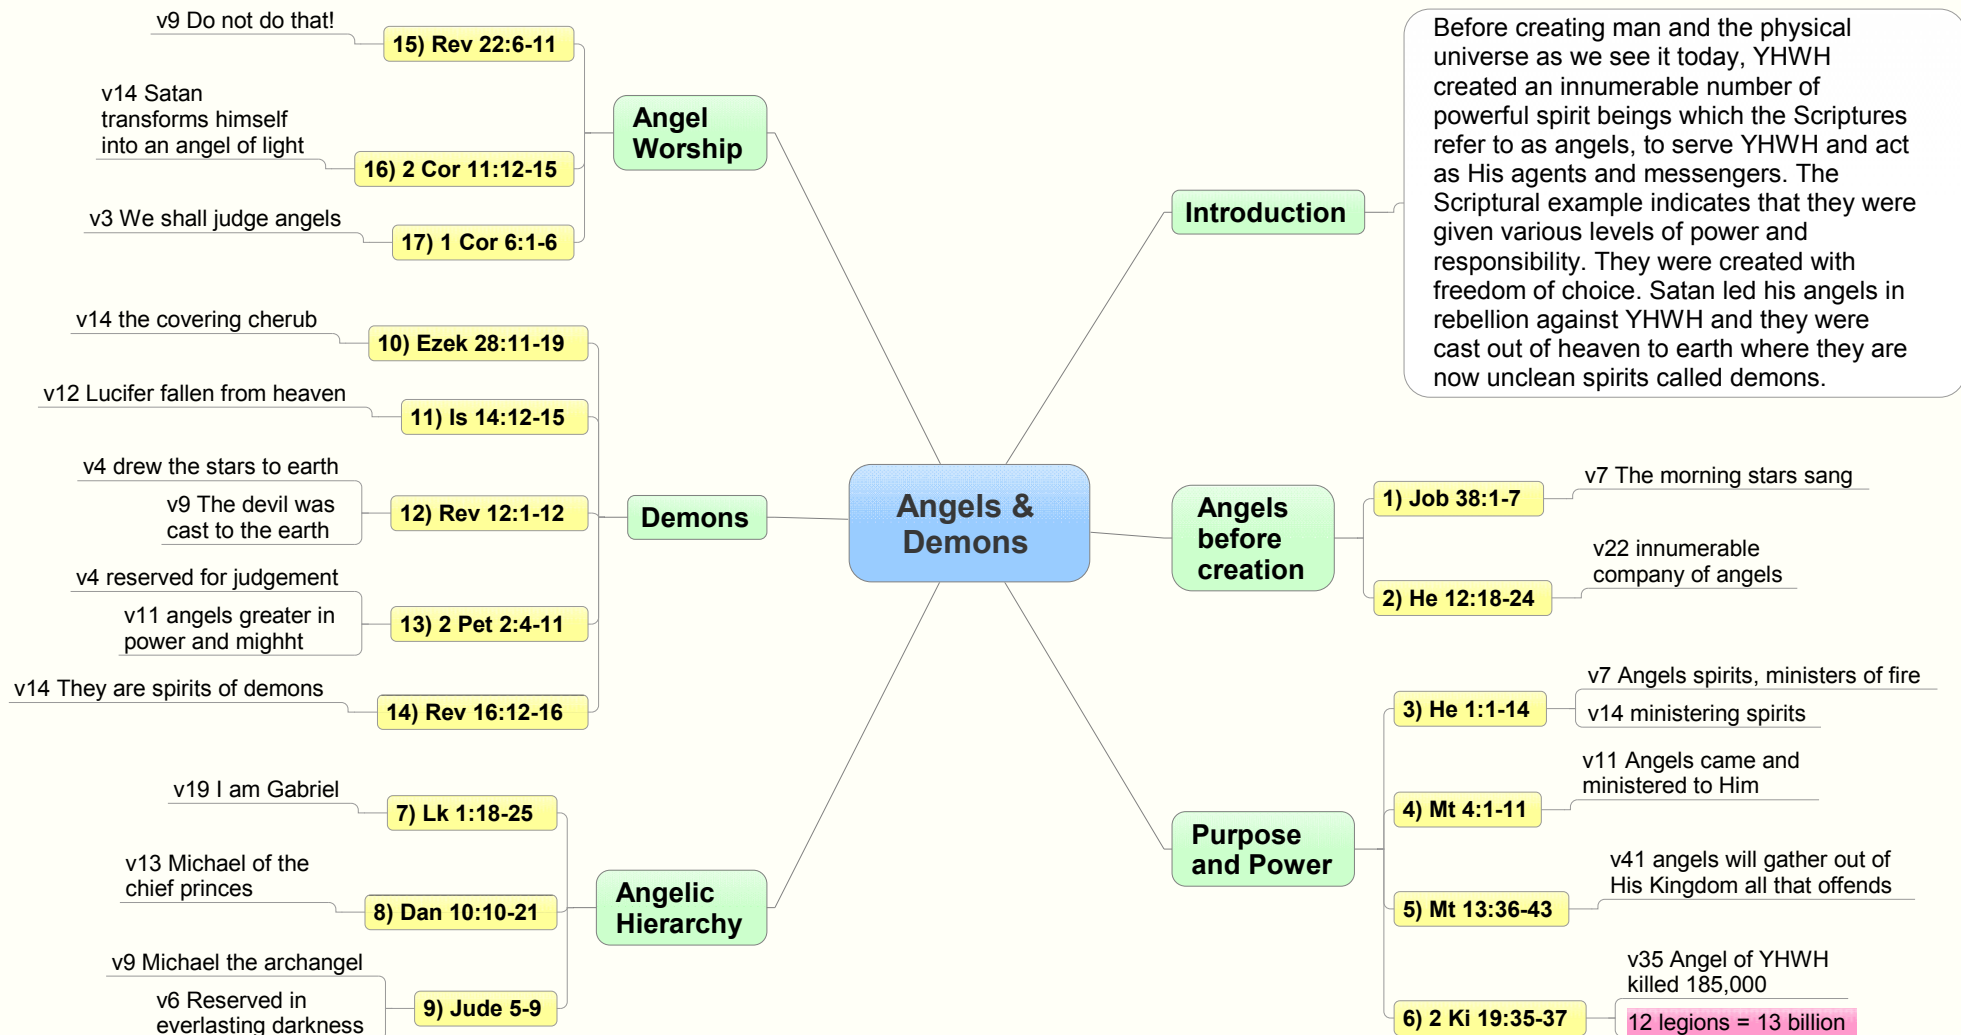 Angels &
Demons
Introduction
Before creating man and the physical
universe as we see it today, YHWH
created an innumerable number of
powerful spirit beings which the Scriptures
refer to as angels, to serve YHWH and act
as His agents and messengers. The
Scriptural example indicates that they were
given various levels of power and
responsibility. They were created with
freedom of choice. Satan led his angels in
rebellion against YHWH and they were
cast out of heaven to earth where they are
now unclean spirits called demons.
Angels
before
creation
1) Job 38:1-7
v7 The morning stars sang
2) He 12:18-24
v22 innumerable
company of angels
Purpose
and Power
3) He 1:1-14
v7 Angels spirits, ministers of fire
v14 ministering spirits
4) Mt 4:1-11
v11 Angels came and
ministered to Him
5) Mt 13:36-43
v41 angels will gather out of
His Kingdom all that offends
6) 2 Ki 19:35-37
v35 Angel of YHWH
killed 185,000
12 legions = 13 billion
Angelic
Hierarchy
7) Lk 1:18-25
v19 I am Gabriel
8) Dan 10:10-21
v13 Michael of the
chief princes
9) Jude 5-9
v9 Michael the archangel
v6 Reserved in
everlasting darkness
Demons
10) Ezek 28:11-19
v14 the covering cherub
11) Is 14:12-15
v12 Lucifer fallen from heaven
12) Rev 12:1-12
v4 drew the stars to earth
v9 The devil was
cast to the earth
13) 2 Pet 2:4-11
v4 reserved for judgement
v11 angels greater in
power and mighht
14) Rev 16:12-16
v14 They are spirits of demons
Angel
Worship
15) Rev 22:6-11
v9 Do not do that!
16) 2 Cor 11:12-15
v14 Satan
transforms himself
into an angel of light
17) 1 Cor 6:1-6
v3 We shall judge angels